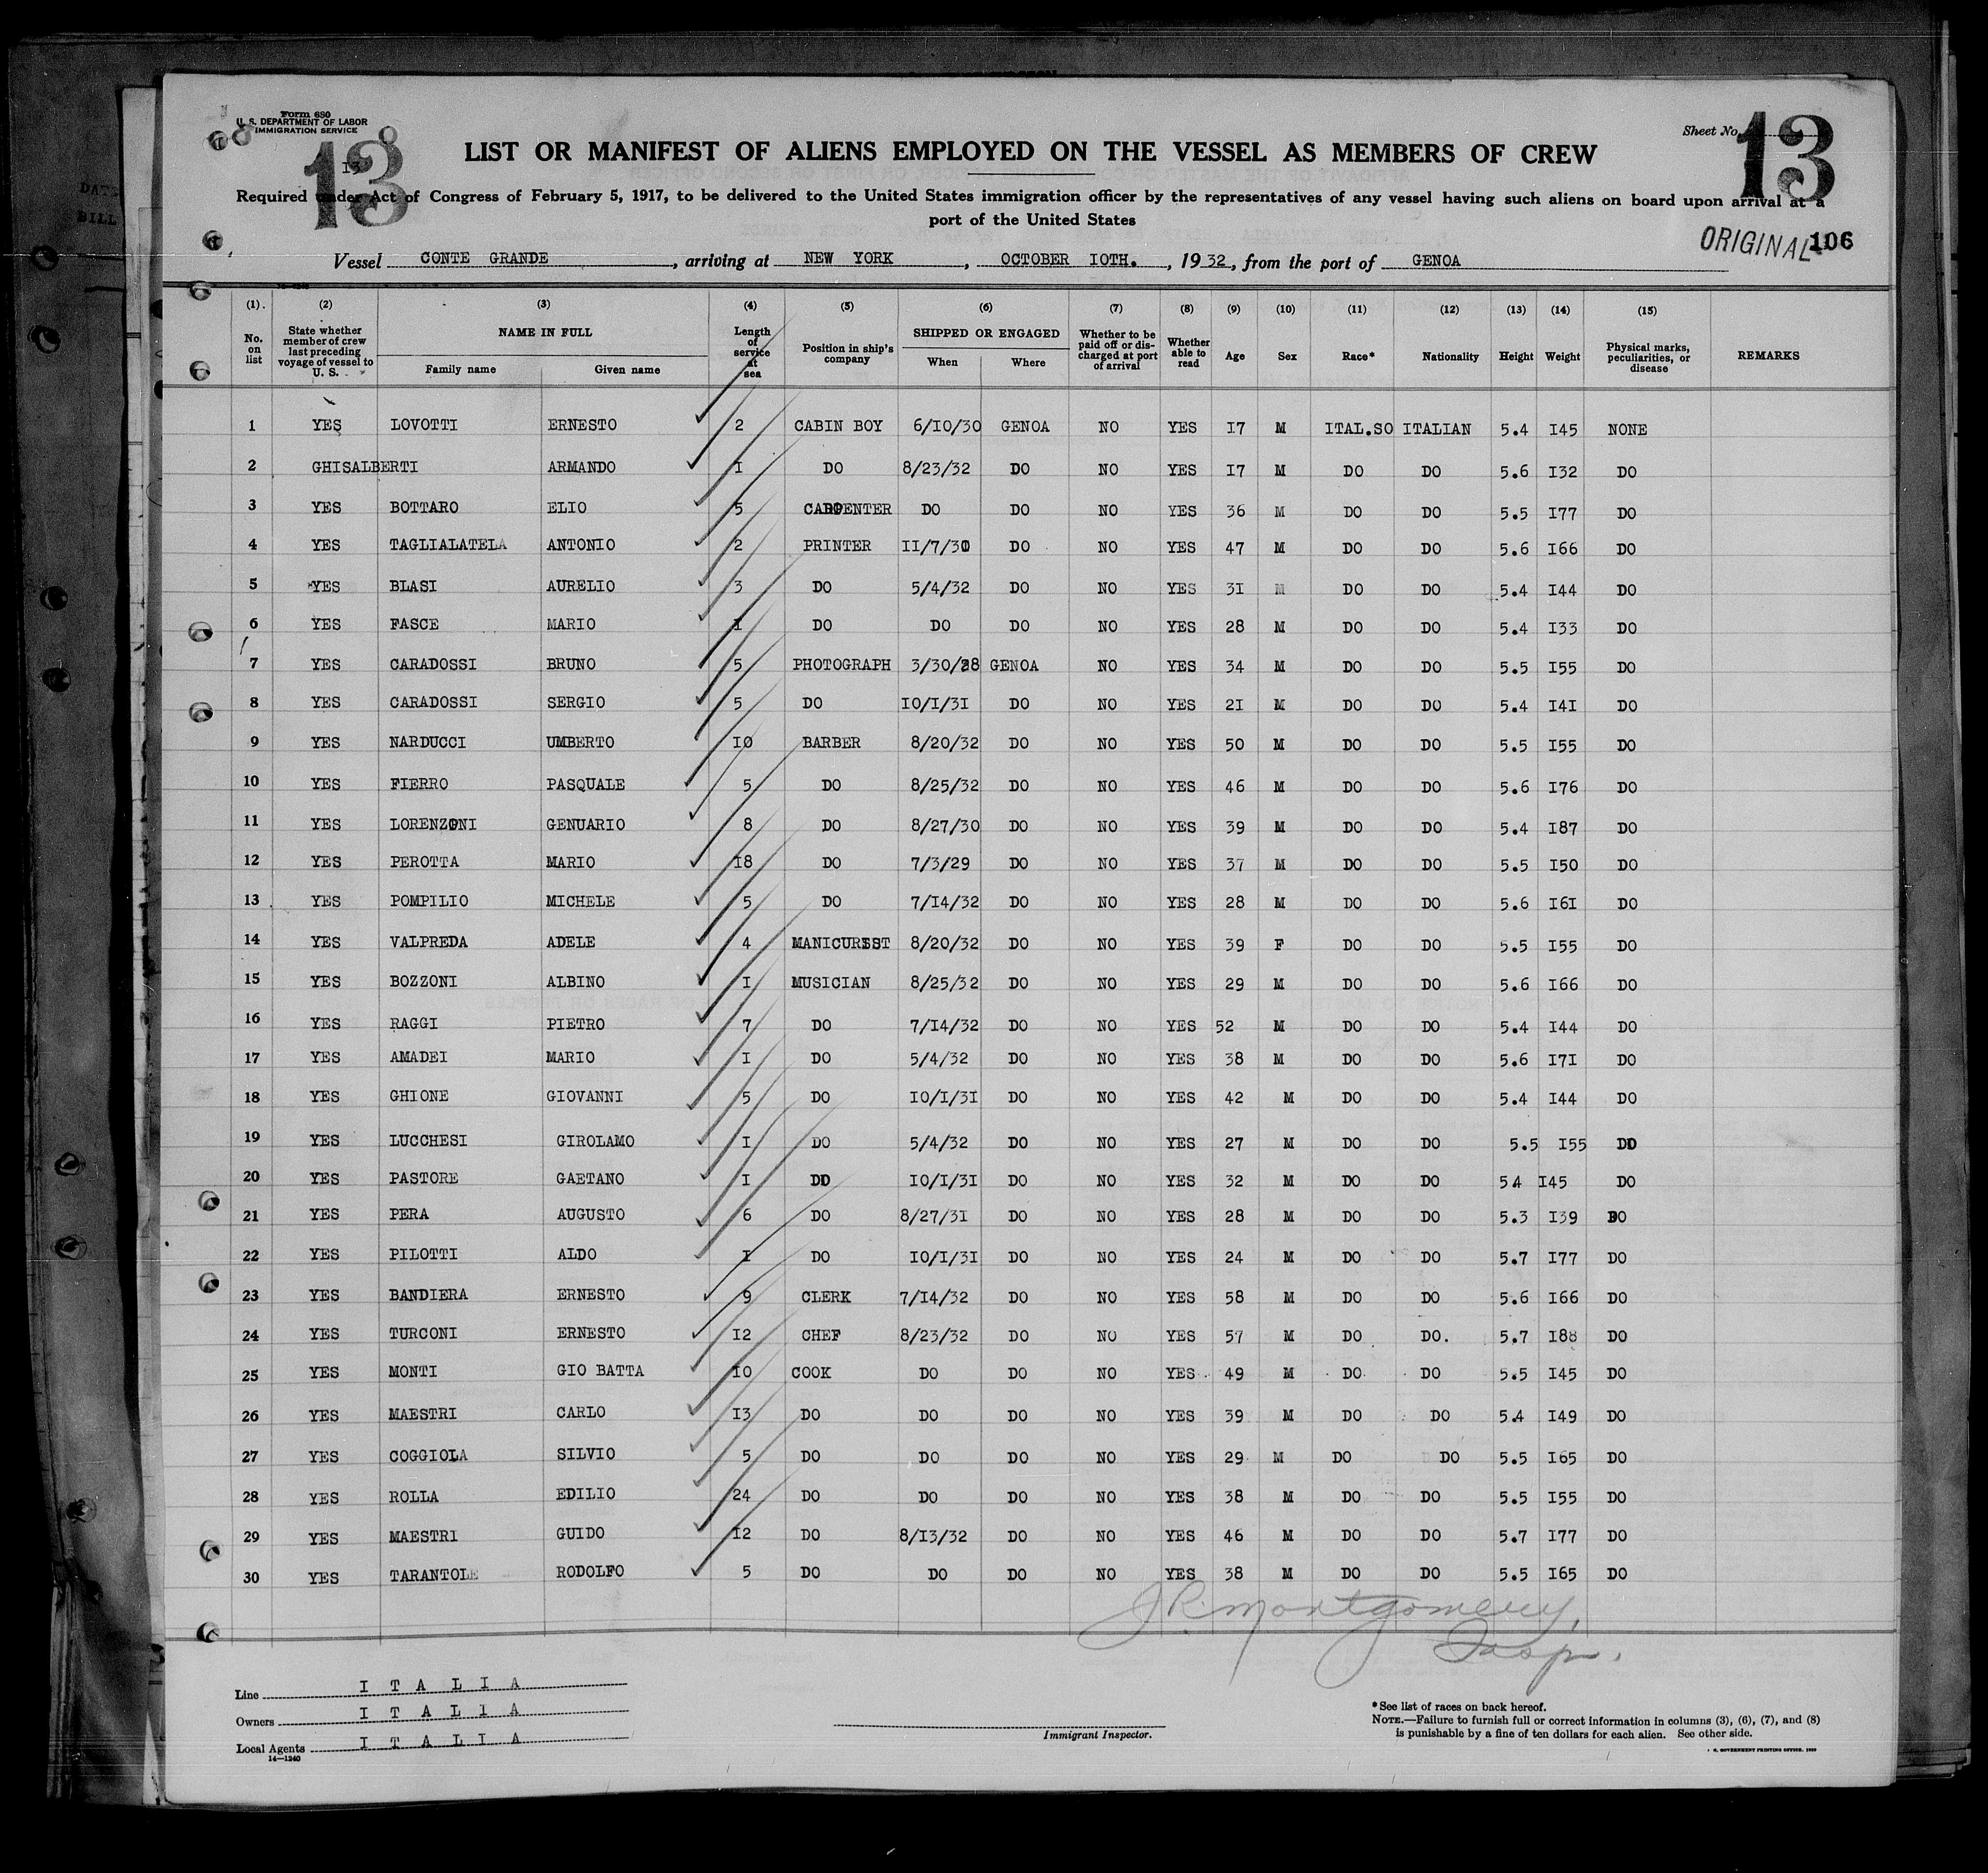 Form 680
U. S. DEPARTMENT OF LABOR
IMMIGRATION SERVICE
13
13
Sheet No. 13
LIST OR MANIFEST OF ALIENS EMPLOYED ON THE VESSEL AS MEMBERS OF CREW
Required under Act of Congress of February 5, 1917, to be delivered to the United States immigration officer by the representatives of any vessel having such aliens on board upon arrival at a
port of the United States
ORIGINAL 106
Vessel CONTE GRANDE, arriving at NEW YORK, OCTOBER IOTH., 1932, from the port of GENOA
(1) (2) (3) (4) (5) (6) (7) (8) (9) (10) (11) (12) (13) (14) (15)
No. on list | State whether member of crew last preceding voyage of vessel to U. S. | NAME IN FULL Family name Given name | Length of service at sea | Position in ship's company | SHIPPED OR ENGAGED When Where | Whether to be paid off or discharged at port of arrival | Whether able to read | Age | Sex | Race* | Nationality | Height | Weight | Physical marks, peculiarities, or disease | REMARKS
1 YES LOVOTTI ERNESTO 2 CABIN BOY 6/10/30 GENOA NO YES 17 M ITAL.SO ITALIAN 5.4 145 NONE
2 GHISALBERTI ARMANDO 1 DO 8/23/32 DO NO YES 17 M DO DO 5.6 132 DO
3 YES BOTTARO ELIO 5 CARPENTER DO DO NO YES 36 M DO DO 5.5 177 DO
4 YES TAGLIALATELA ANTONIO 2 PRINTER 11/7/30 DO NO YES 47 M DO DO 5.6 166 DO
5 YES BLASI AURELIO 3 DO 5/4/32 DO NO YES 31 M DO DO 5.4 144 DO
6 YES FASCE MARIO 1 DO DO DO NO YES 28 M DO DO 5.4 133 DO
7 YES CARADOSSI BRUNO 5 PHOTOGRAPH 3/30/28 GENOA NO YES 34 M DO DO 5.5 155 DO
8 YES CARADOSSI SERGIO 5 DO 10/1/31 DO NO YES 21 M DO DO 5.4 141 DO
9 YES NARDUCCI UMBERTO 10 BARBER 8/20/32 DO NO YES 50 M DO DO 5.5 155 DO
10 YES FIERRO PASQUALE 5 DO 8/25/32 DO NO YES 46 M DO DO 5.6 176 DO
11 YES LORENZONI GENUARIO 8 DO 8/27/30 DO NO YES 39 M DO DO 5.4 187 DO
12 YES PEROTTA MARIO 18 DO 7/3/29 DO NO YES 37 M DO DO 5.5 150 DO
13 YES POMPILIO MICHELE 5 DO 7/14/32 DO NO YES 28 M DO DO 5.6 161 DO
14 YES VALPREDA ADELE 4 MANICURIST 8/20/32 DO NO YES 39 F DO DO 5.5 155 DO
15 YES BOZZONI ALBINO 1 MUSICIAN 8/25/32 DO NO YES 29 M DO DO 5.6 166 DO
16 YES RAGGI PIETRO 7 DO 7/14/32 DO NO YES 52 M DO DO 5.4 144 DO
17 YES AMADEI MARIO 1 DO 5/4/32 DO NO YES 38 M DO DO 5.6 171 DO
18 YES GHIONE GIOVANNI 5 DO 10/1/31 DO NO YES 42 M DO DO 5.4 144 DO
19 YES LUCCHESI GIROLAMO 1 DO 5/4/32 DO NO YES 27 M DO DO 5.5 155 DO
20 YES PASTORE GAETANO 1 DO 10/1/31 DO NO YES 32 M DO DO 54 145 DO
21 YES PERA AUGUSTO 6 DO 8/27/31 DO NO YES 28 M DO DO 5.3 139 DO
22 YES PILOTTI ALDO 1 DO 10/1/31 DO NO YES 24 M DO DO 5.7 177 DO
23 YES BANDIERA ERNESTO 9 CLERK 7/14/32 DO NO YES 58 M DO DO 5.6 166 DO
24 YES TURCONI ERNESTO 12 CHEF 8/23/32 DO NO YES 57 M DO DO. 5.7 188 DO
25 YES MONTI GIO BATTA 10 COOK DO DO NO YES 49 M DO DO 5.5 145 DO
26 YES MAESTRI CARLO 13 DO DO DO NO YES 39 M DO DO 5.4 149 DO
27 YES COGGIOLA SILVIO 5 DO DO DO NO YES 29 M DO DO 5.5 165 DO
28 YES ROLLA EDILIO 24 DO DO DO NO YES 38 M DO DO 5.5 155 DO
29 YES MAESTRI GUIDO 12 DO 8/13/32 DO NO YES 46 M DO DO 5.7 177 DO
30 YES TARANTOLE RODOLFO 5 DO DO DO NO YES 38 M DO DO 5.5 165 DO
J R Montgomery,
Insp.
Line I T A L I A
Owners I T A L I A
Local Agents I T A L I A
14—1240
Immigrant Inspector.
*See list of races on back hereof.
NOTE.—Failure to furnish full or correct information in columns (3), (6), (7), and (8)
is punishable by a fine of ten dollars for each alien. See other side.